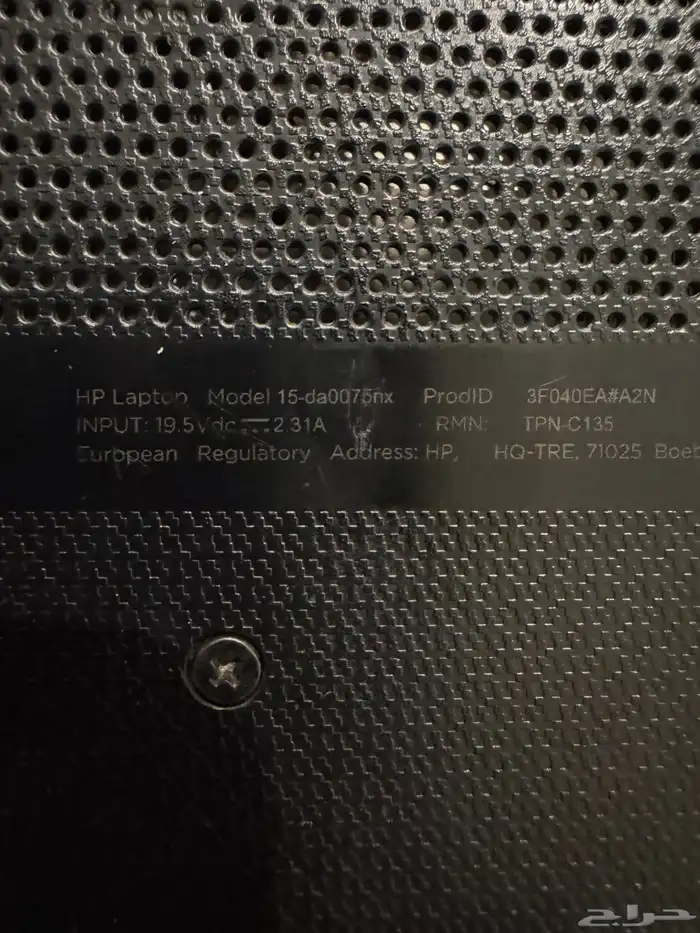 HP Laptop Model 15-da0075nx ProdID 3F040EA#A2N
INPUT: 19.5Vdc⎓2.31A RMN: TPN-C135
European Regulatory Address: HP, HQ-TRE, 71025 Boeb
حراج